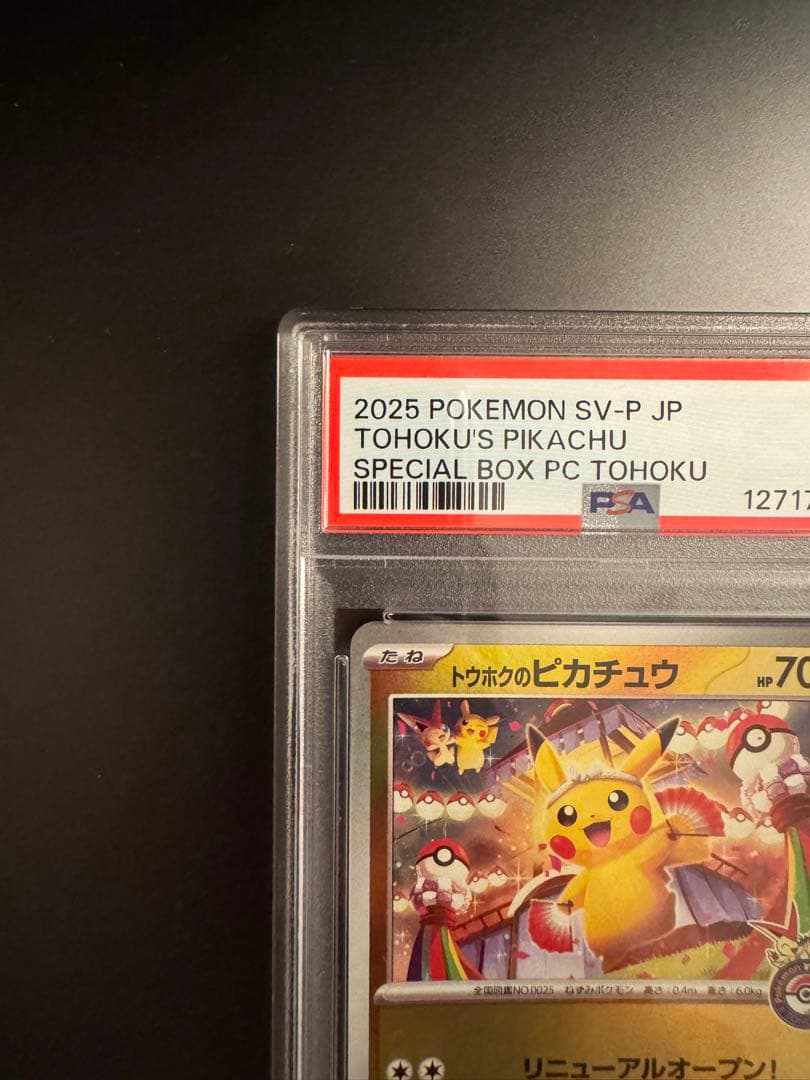 2025 POKEMON SV-P JP
TOHOKU'S PIKACHU
SPECIAL BOX PC TOHOKU
PSA
12717
たね
トウホクのピカチュウ
HP 70
全国図鑑NO.0025 ねずみポケモン 高さ:0.4m 重さ:6.0kg
Pokémon
リニューアルオープン!